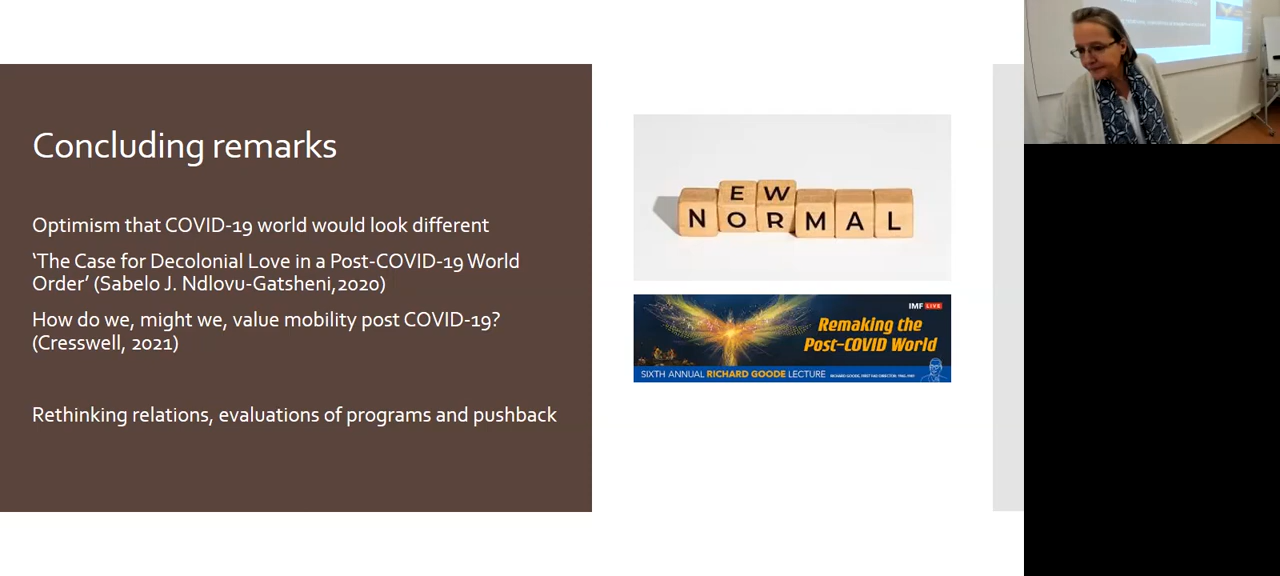 Concluding remarks
Optimism that COVID-19 world would look different
‘The Case for Decolonial Love in a Post-COVID-19 World
Order’ (Sabelo J. Ndlovu-Gatsheni,2020)
How do we, might we, value mobility post COVID-19?
(Cresswell, 2021)
Rethinking relations, evaluations of programs and pushback
EW
NORMAL
IMF LIVE
Remaking the
Post-COVID World
SIXTH ANNUAL RICHARD GOODE LECTURE